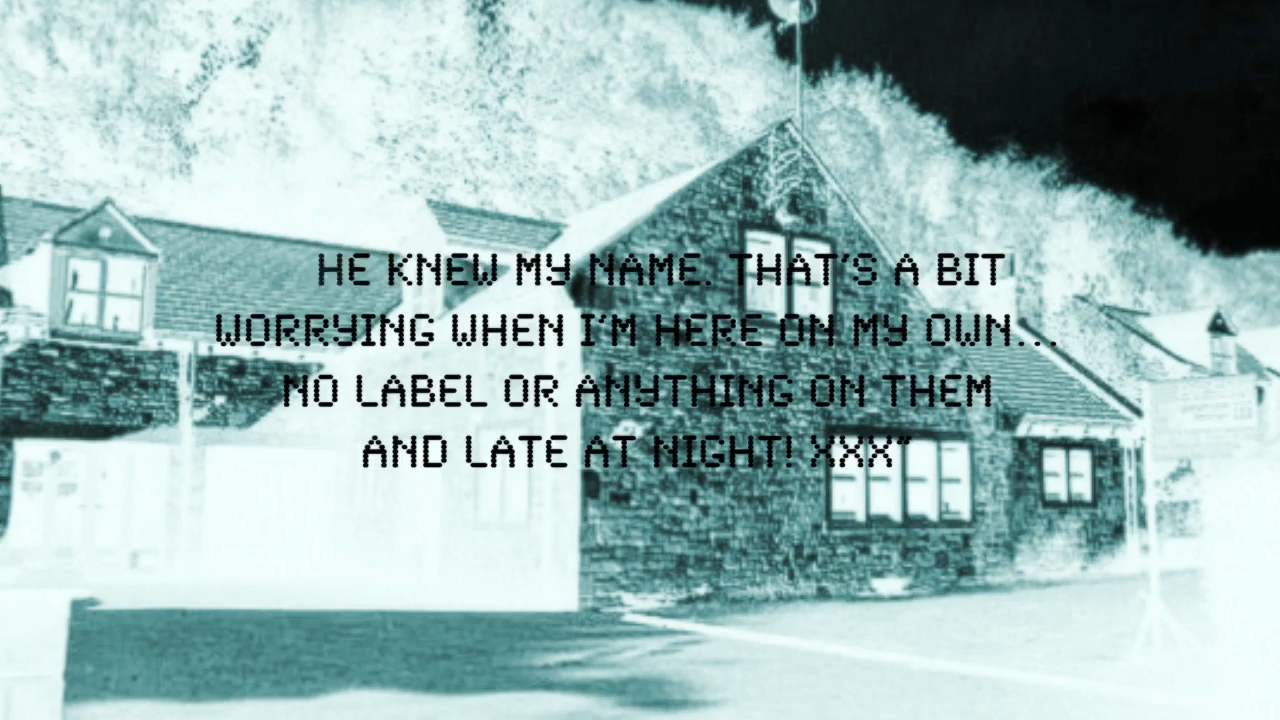 HE KNEW MY NAME. THAT'S A BIT
WORRYING WHEN I'M HERE ON MY OWN...
NO LABEL OR ANYTHING ON THEM
AND LATE AT NIGHT! XXX"